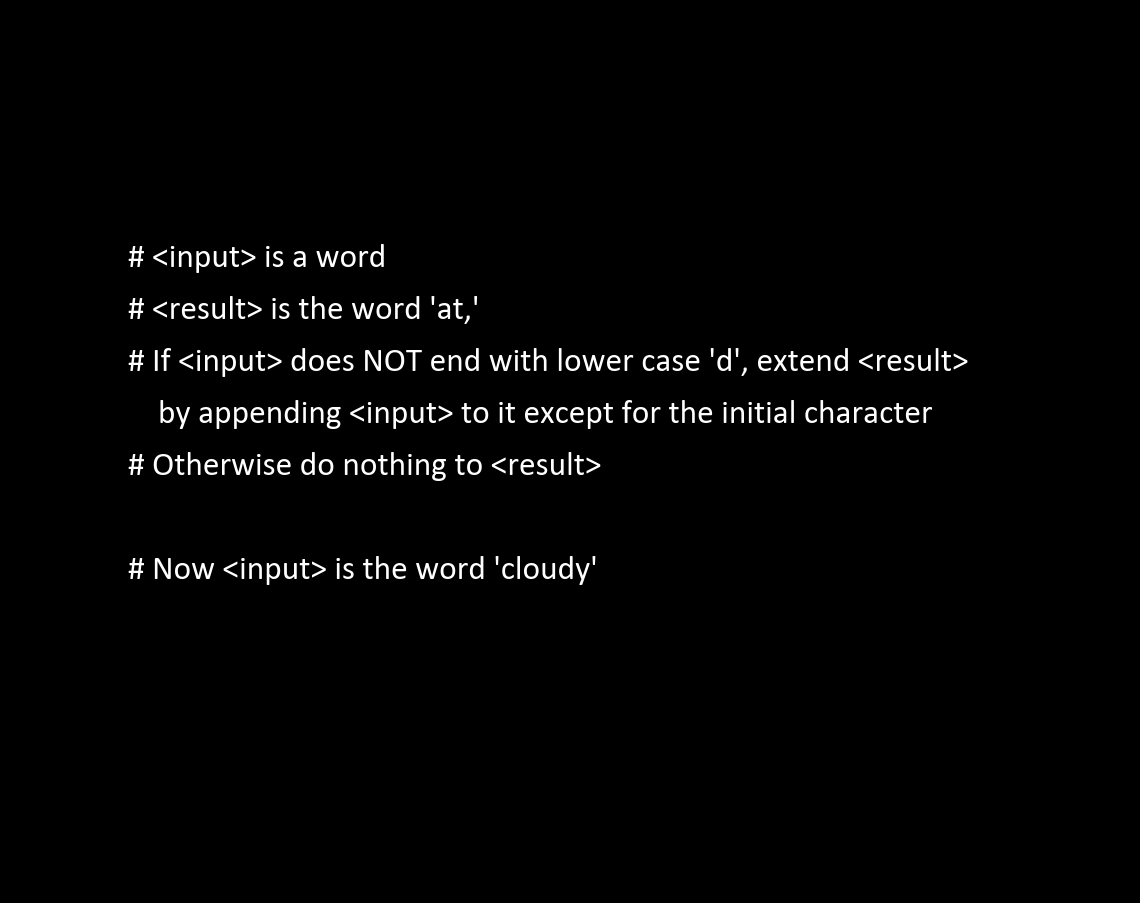 # <input> is a word
# <result> is the word 'at,'
# If <input> does NOT end with lower case 'd', extend <result>
by appending <input> to it except for the initial character
# Otherwise do nothing to <result>
# Now <input> is the word 'cloudy'